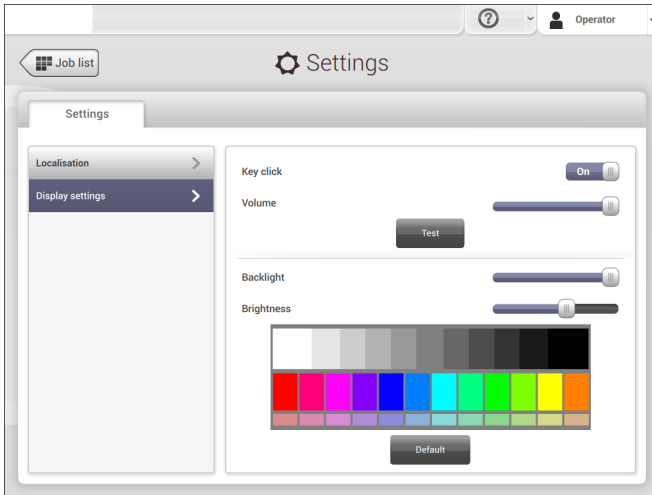 Operator
Job list
Settings
Settings
Localisation
Display settings
Key click
On
Volume
Test
Backlight
Brightness
Default